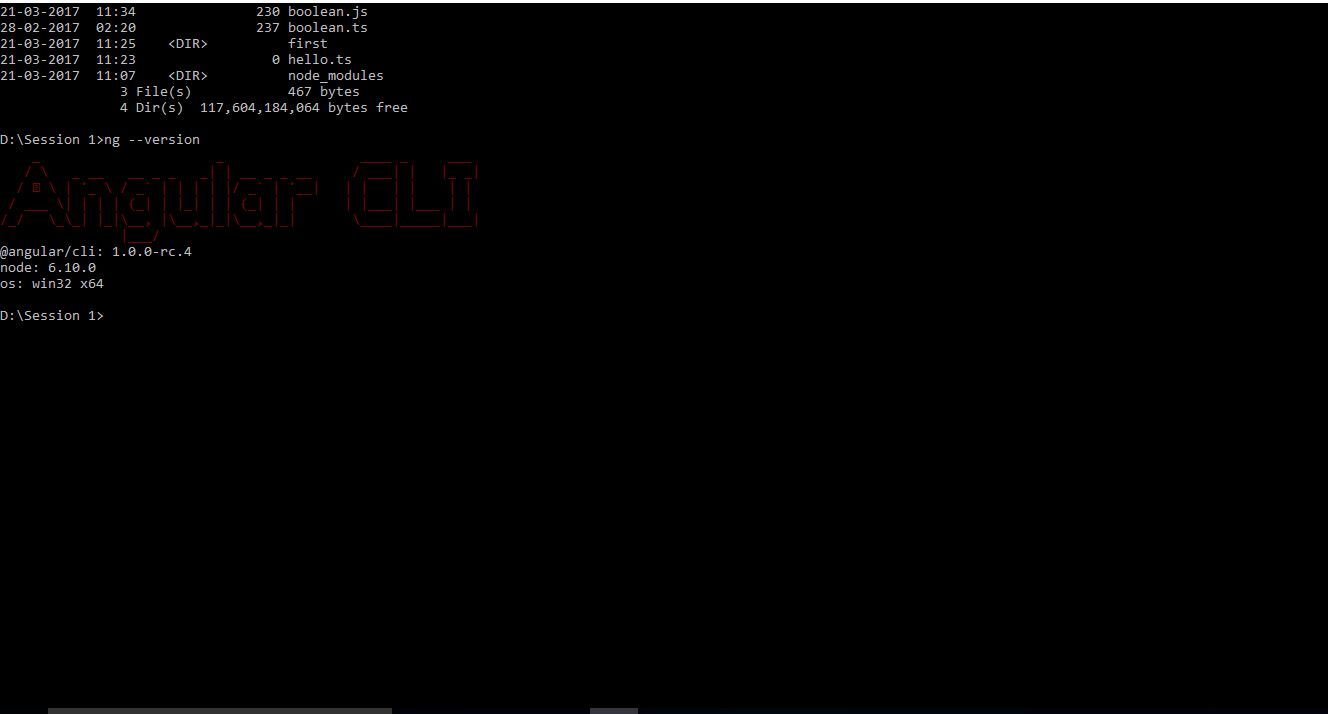 21-03-2017  11:34               230 boolean.js
28-02-2017  02:20               237 boolean.ts
21-03-2017  11:25    <DIR>          first
21-03-2017  11:23                 0 hello.ts
21-03-2017  11:07    <DIR>          node_modules
               3 File(s)            467 bytes
               4 Dir(s)  117,604,184,064 bytes free
D:\Session 1>ng --version
Angular CLI
@angular/cli: 1.0.0-rc.4
node: 6.10.0
os: win32 x64
D:\Session 1>